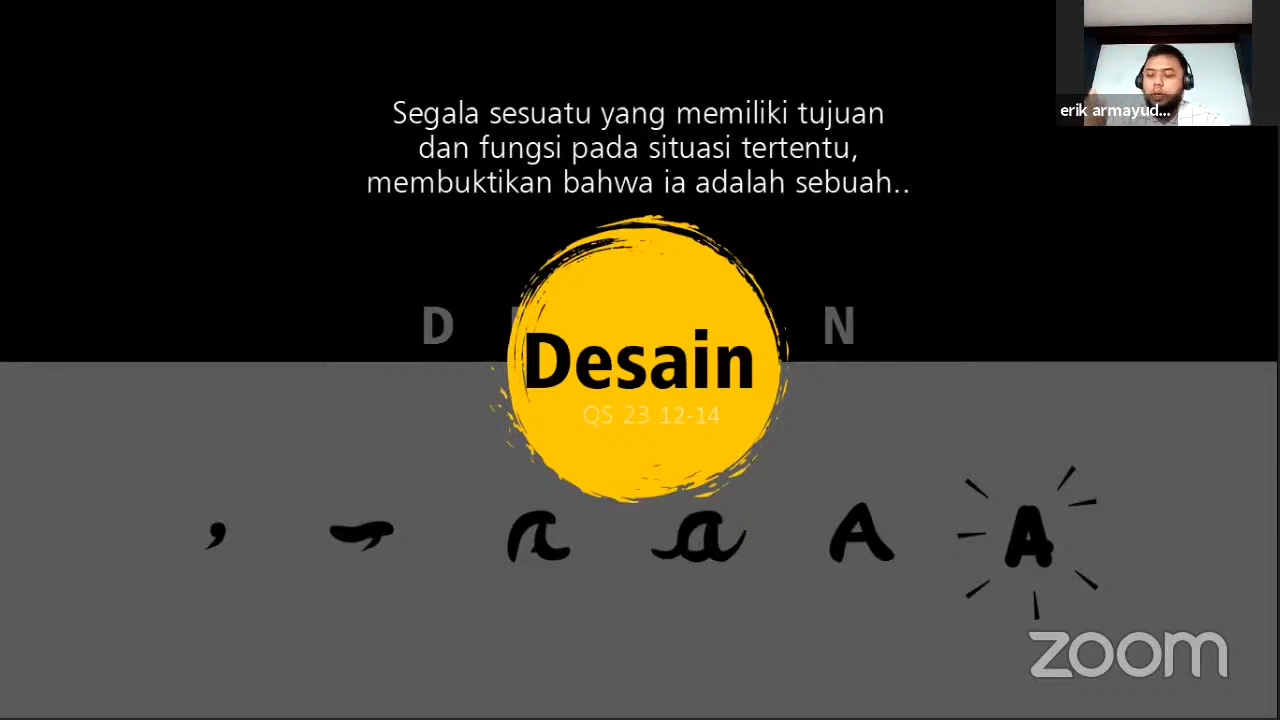 Segala sesuatu yang memiliki tujuan
dan fungsi pada situasi tertentu,
membuktikan bahwa ia adalah sebuah..
erik armayud...
D N
Desain
QS 23:12-14
a a A A
zoom